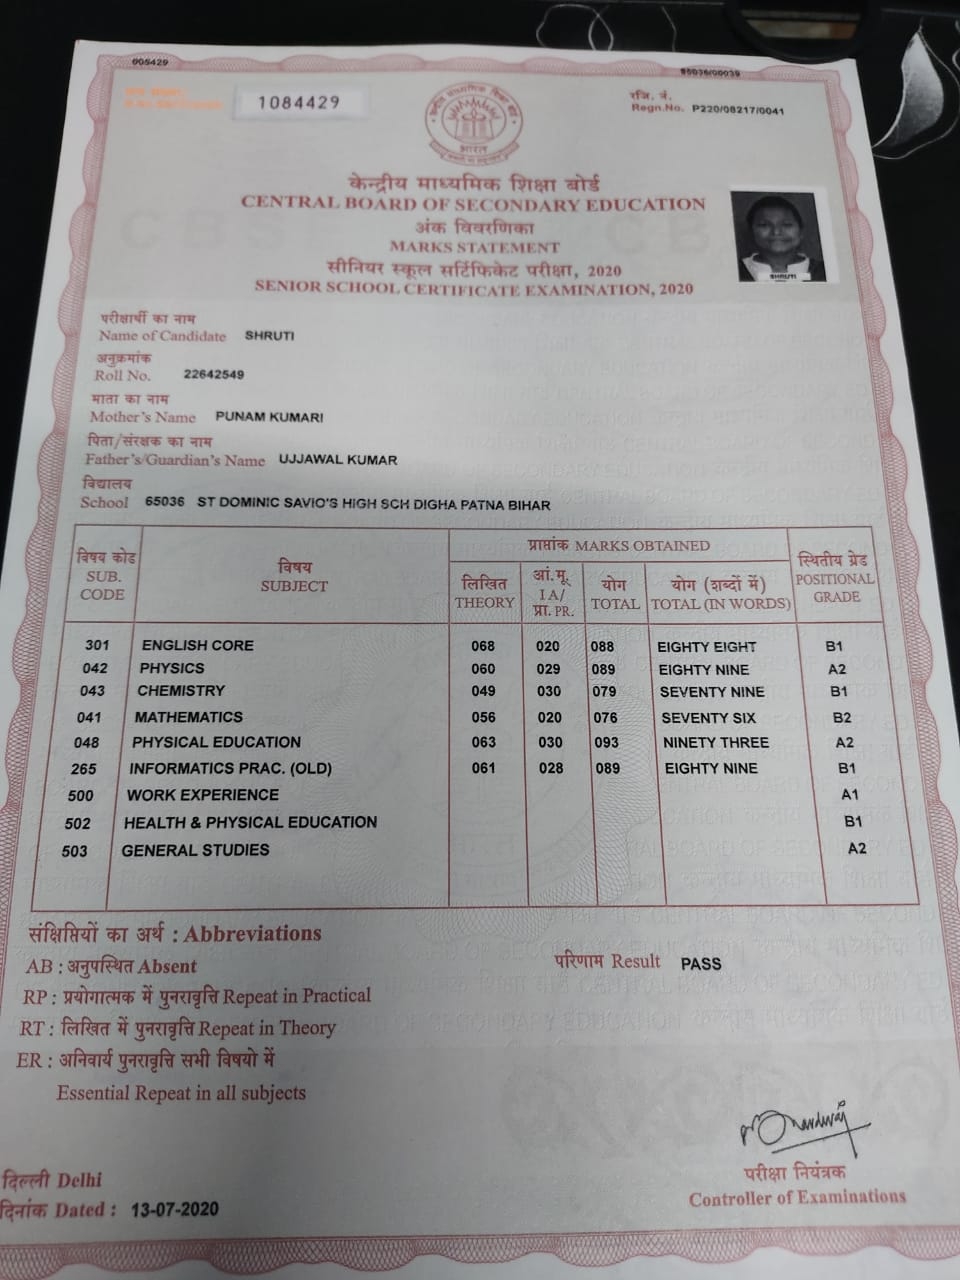 005429
85036/00039
1084429
रजि. नं.
Regn.No. P220/08217/0041
भारत
केन्द्रीय माध्यमिक शिक्षा बोर्ड
CENTRAL BOARD OF SECONDARY EDUCATION
अंक विवरणिका
MARKS STATEMENT
सीनियर स्कूल सर्टिफिकेट परीक्षा, 2020
SENIOR SCHOOL CERTIFICATE EXAMINATION, 2020
SHRUTI
परीक्षार्थी का नाम
Name of Candidate SHRUTI
अनुक्रमांक
Roll No. 22642549
माता का नाम
Mother's Name PUNAM KUMARI
पिता/संरक्षक का नाम
Father's/Guardian's Name UJJAWAL KUMAR
विद्यालय
School 65036 ST DOMINIC SAVIO'S HIGH SCH DIGHA PATNA BIHAR
विषय कोड SUB. CODE
विषय SUBJECT
प्राप्तांक MARKS OBTAINED
लिखित THEORY
आं.मू. I A/ प्रा. PR.
योग TOTAL
योग (शब्दों में) TOTAL (IN WORDS)
स्थितीय ग्रेड POSITIONAL GRADE
301 ENGLISH CORE 068 020 088 EIGHTY EIGHT B1
042 PHYSICS 060 029 089 EIGHTY NINE A2
043 CHEMISTRY 049 030 079 SEVENTY NINE B1
041 MATHEMATICS 056 020 076 SEVENTY SIX B2
048 PHYSICAL EDUCATION 063 030 093 NINETY THREE A2
265 INFORMATICS PRAC. (OLD) 061 028 089 EIGHTY NINE B1
500 WORK EXPERIENCE A1
502 HEALTH & PHYSICAL EDUCATION B1
503 GENERAL STUDIES A2
संक्षिप्तियों का अर्थ : Abbreviations
AB : अनुपस्थित Absent
परिणाम Result PASS
RP : प्रयोगात्मक में पुनरावृत्ति Repeat in Practical
RT : लिखित में पुनरावृत्ति Repeat in Theory
ER : अनिवार्य पुनरावृत्ति सभी विषयो में
Essential Repeat in all subjects
दिल्ली Delhi
दिनांक Dated : 13-07-2020
परीक्षा नियंत्रक
Controller of Examinations